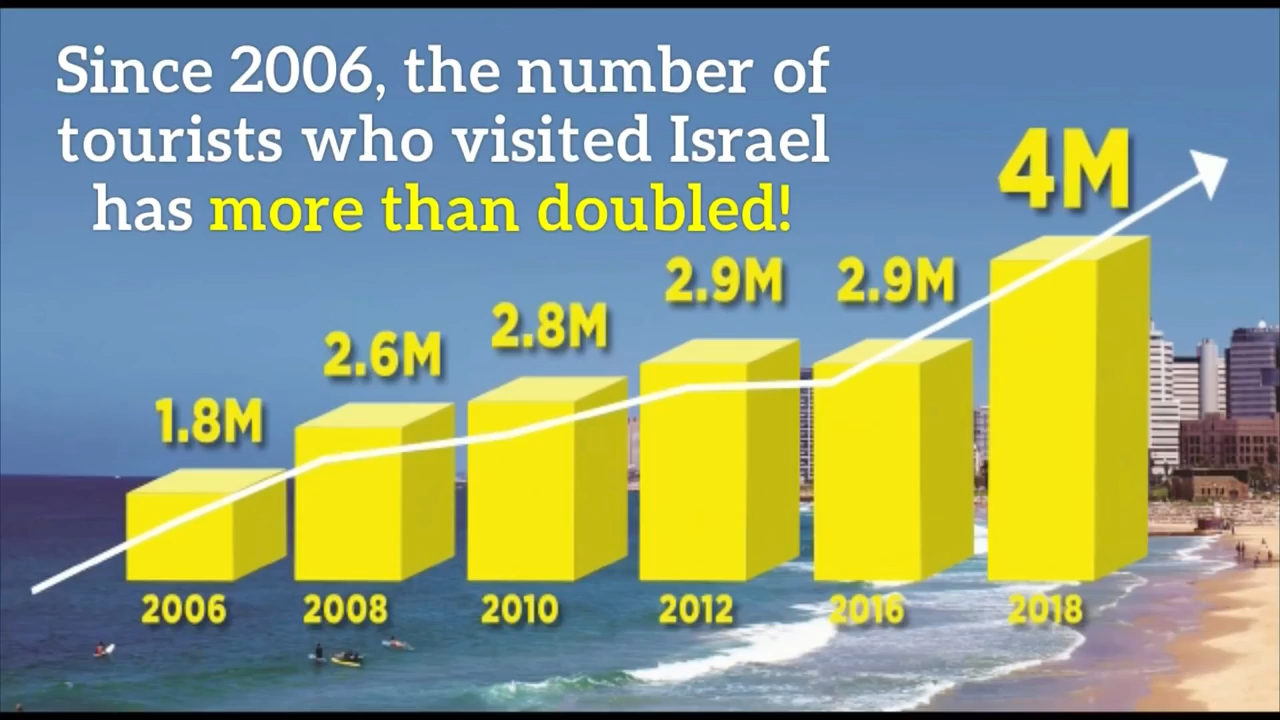 Since 2006, the number of
tourists who visited Israel
has more than doubled!
4M
2.9M
2.9M
2.8M
2.6M
1.8M
2006
2008
2010
2012
2016
2018